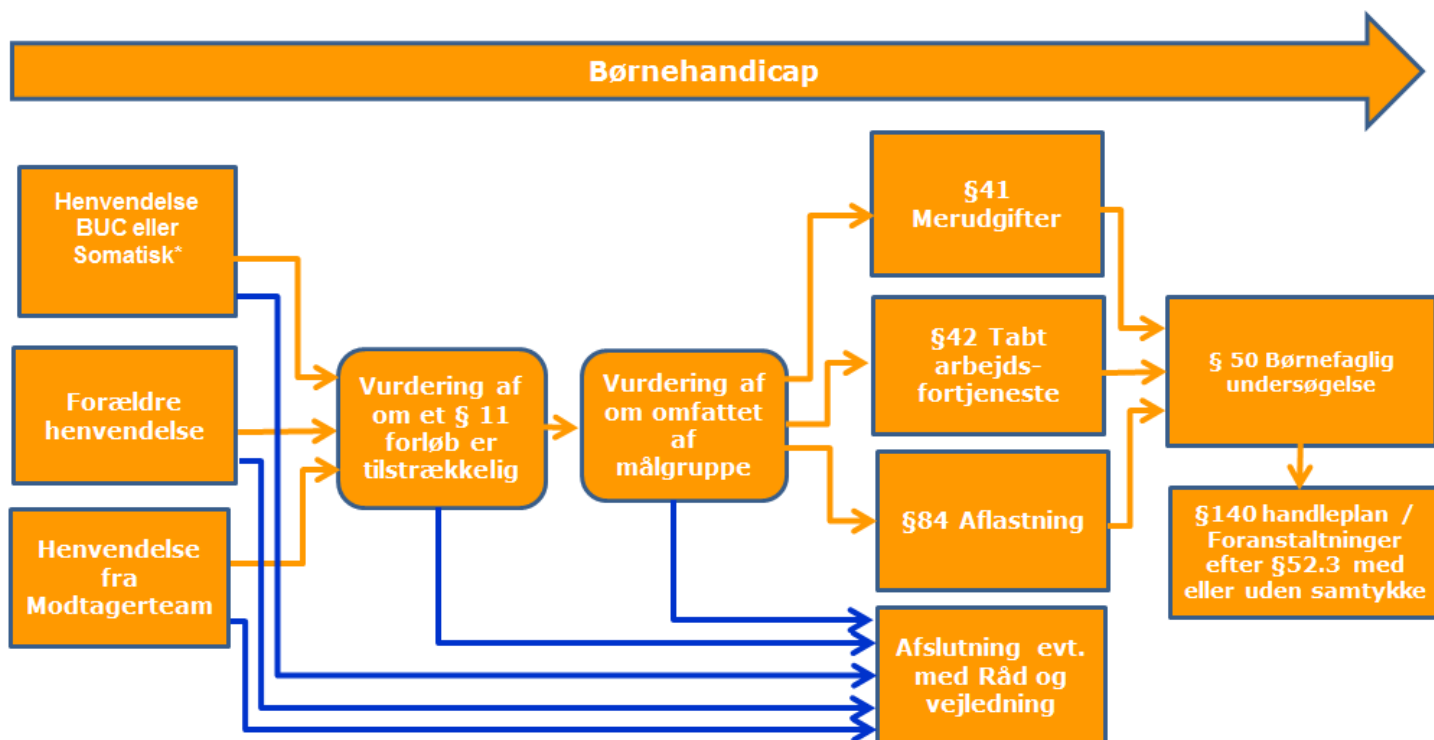 Børnehandicap
Henvendelse
BUC eller
Somatisk*
Forældre
henvendelse
Henvendelse
fra
Modtagerteam
Vurdering af
om et § 11
forløb er
tilstrækkelig
Vurdering af
om omfattet
af
målgruppe
§41
Merudgifter
§42 Tabt
arbejds-
fortjeneste
§84 Aflastning
Afslutning evt.
med Råd og
vejledning
§ 50 Børnefaglig
undersøgelse
§140 handleplan /
Foranstaltninger
efter §52.3 med
eller uden samtykke